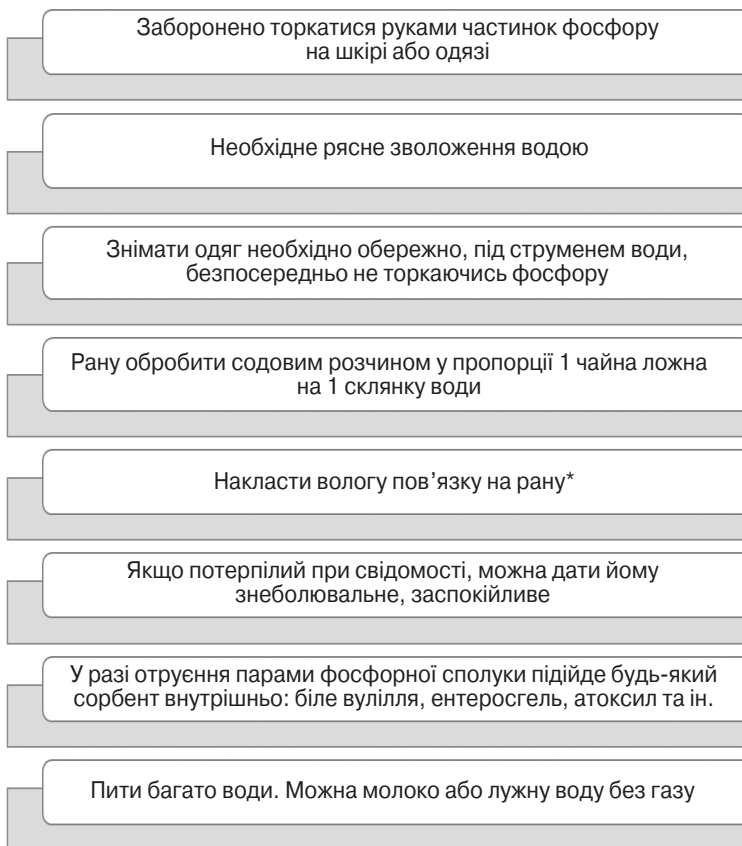 Заборонено торкатися руками частинок фосфору
на шкірі або одязі
Необхідне рясне зволоження водою
Знімати одяг необхідно обережно, під струменем води,
безпосередньо не торкаючись фосфору
Рану обробити содовим розчином у пропорції 1 чайна ложна
на 1 склянку води
Накласти вологу пов’язку на рану*
Якщо потерпілий при свідомості, можна дати йому
знеболювальне, заспокійливе
У разі отруєння парами фосфорної сполуки підійде будь-який
сорбент внутрішньо: біле вулілля, ентеросгель, атоксил та ін.
Пити багато води. Можна молоко або лужну воду без газу